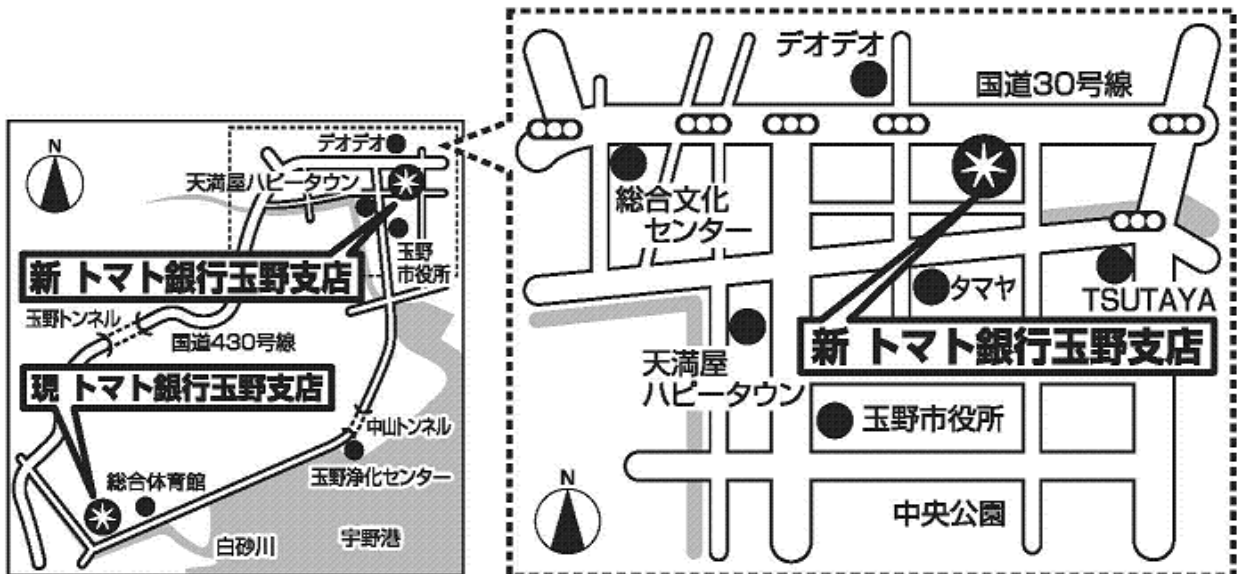 N
デオデオ
天満屋ハピータウン
新 トマト銀行玉野支店
玉野
市役所
玉野トンネル
国道430号線
現 トマト銀行玉野支店
中山トンネル
総合体育館
玉野浄化センター
白砂川
宇野港
デオデオ
国道30号線
総合文化
センター
タマヤ
TSUTAYA
新 トマト銀行玉野支店
天満屋
ハピータウン
玉野市役所
N
中央公園